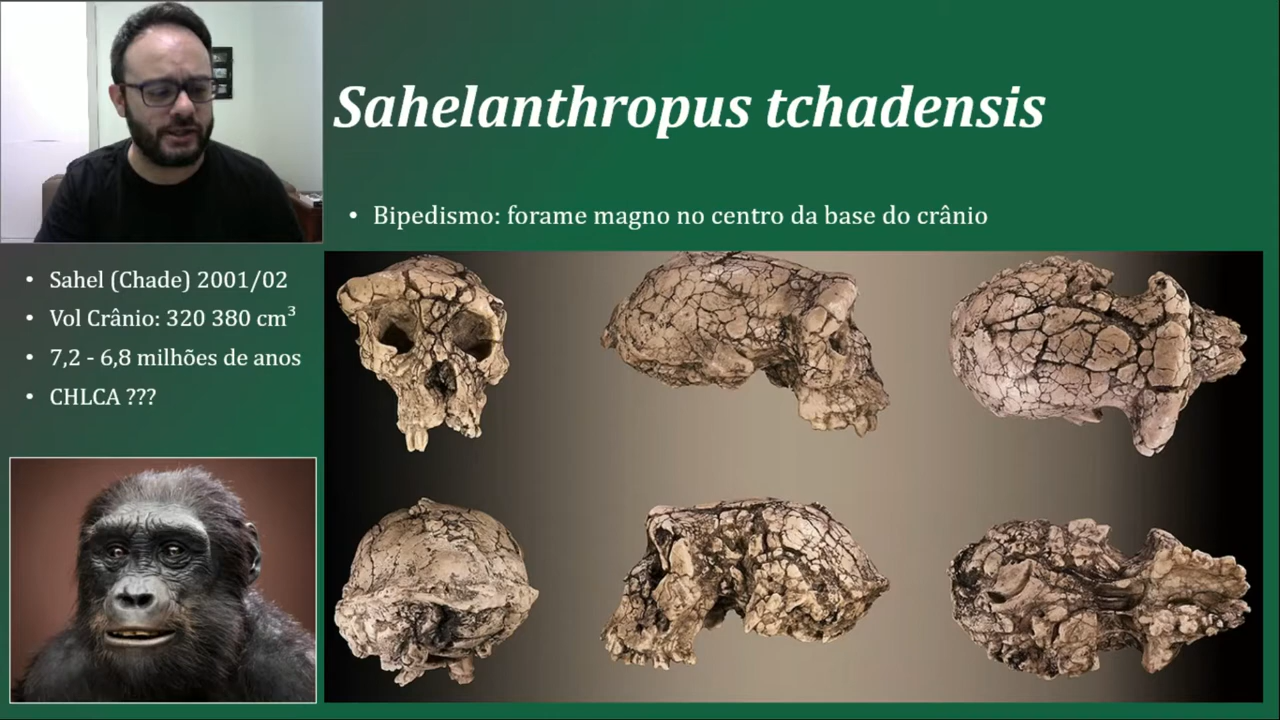 Sahelanthropus tchadensis
• Bipedismo: forame magno no centro da base do crânio
• Sahel (Chade) 2001/02
• Vol Crânio: 320 380 cm³
• 7,2 - 6,8 milhões de anos
• CHLCA ???